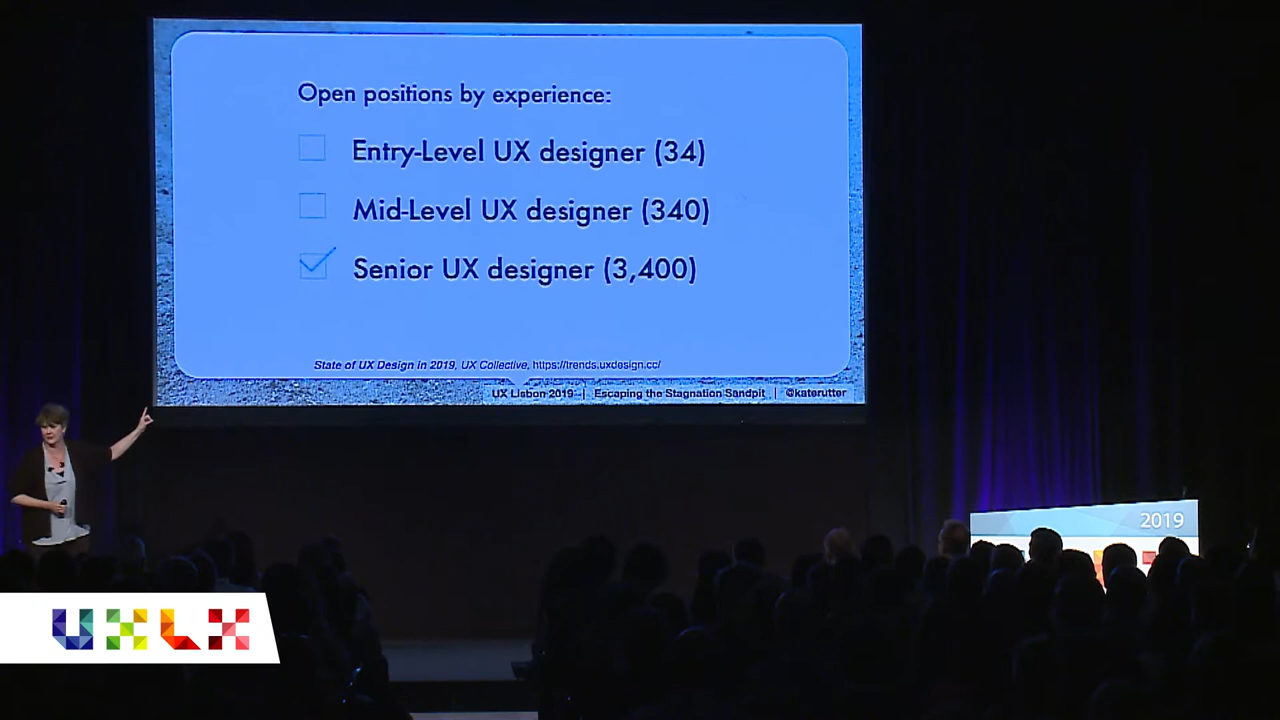 Open positions by experience:
Entry-Level UX designer (34)
Mid-Level UX designer (340)
Senior UX designer (3,400)
State of UX Design in 2019, UX Collective, https://trends.uxdesign.cc/
UX Lisbon 2019 | Escaping the Stagnation Sandpit | @katerutter
2019
UXLX